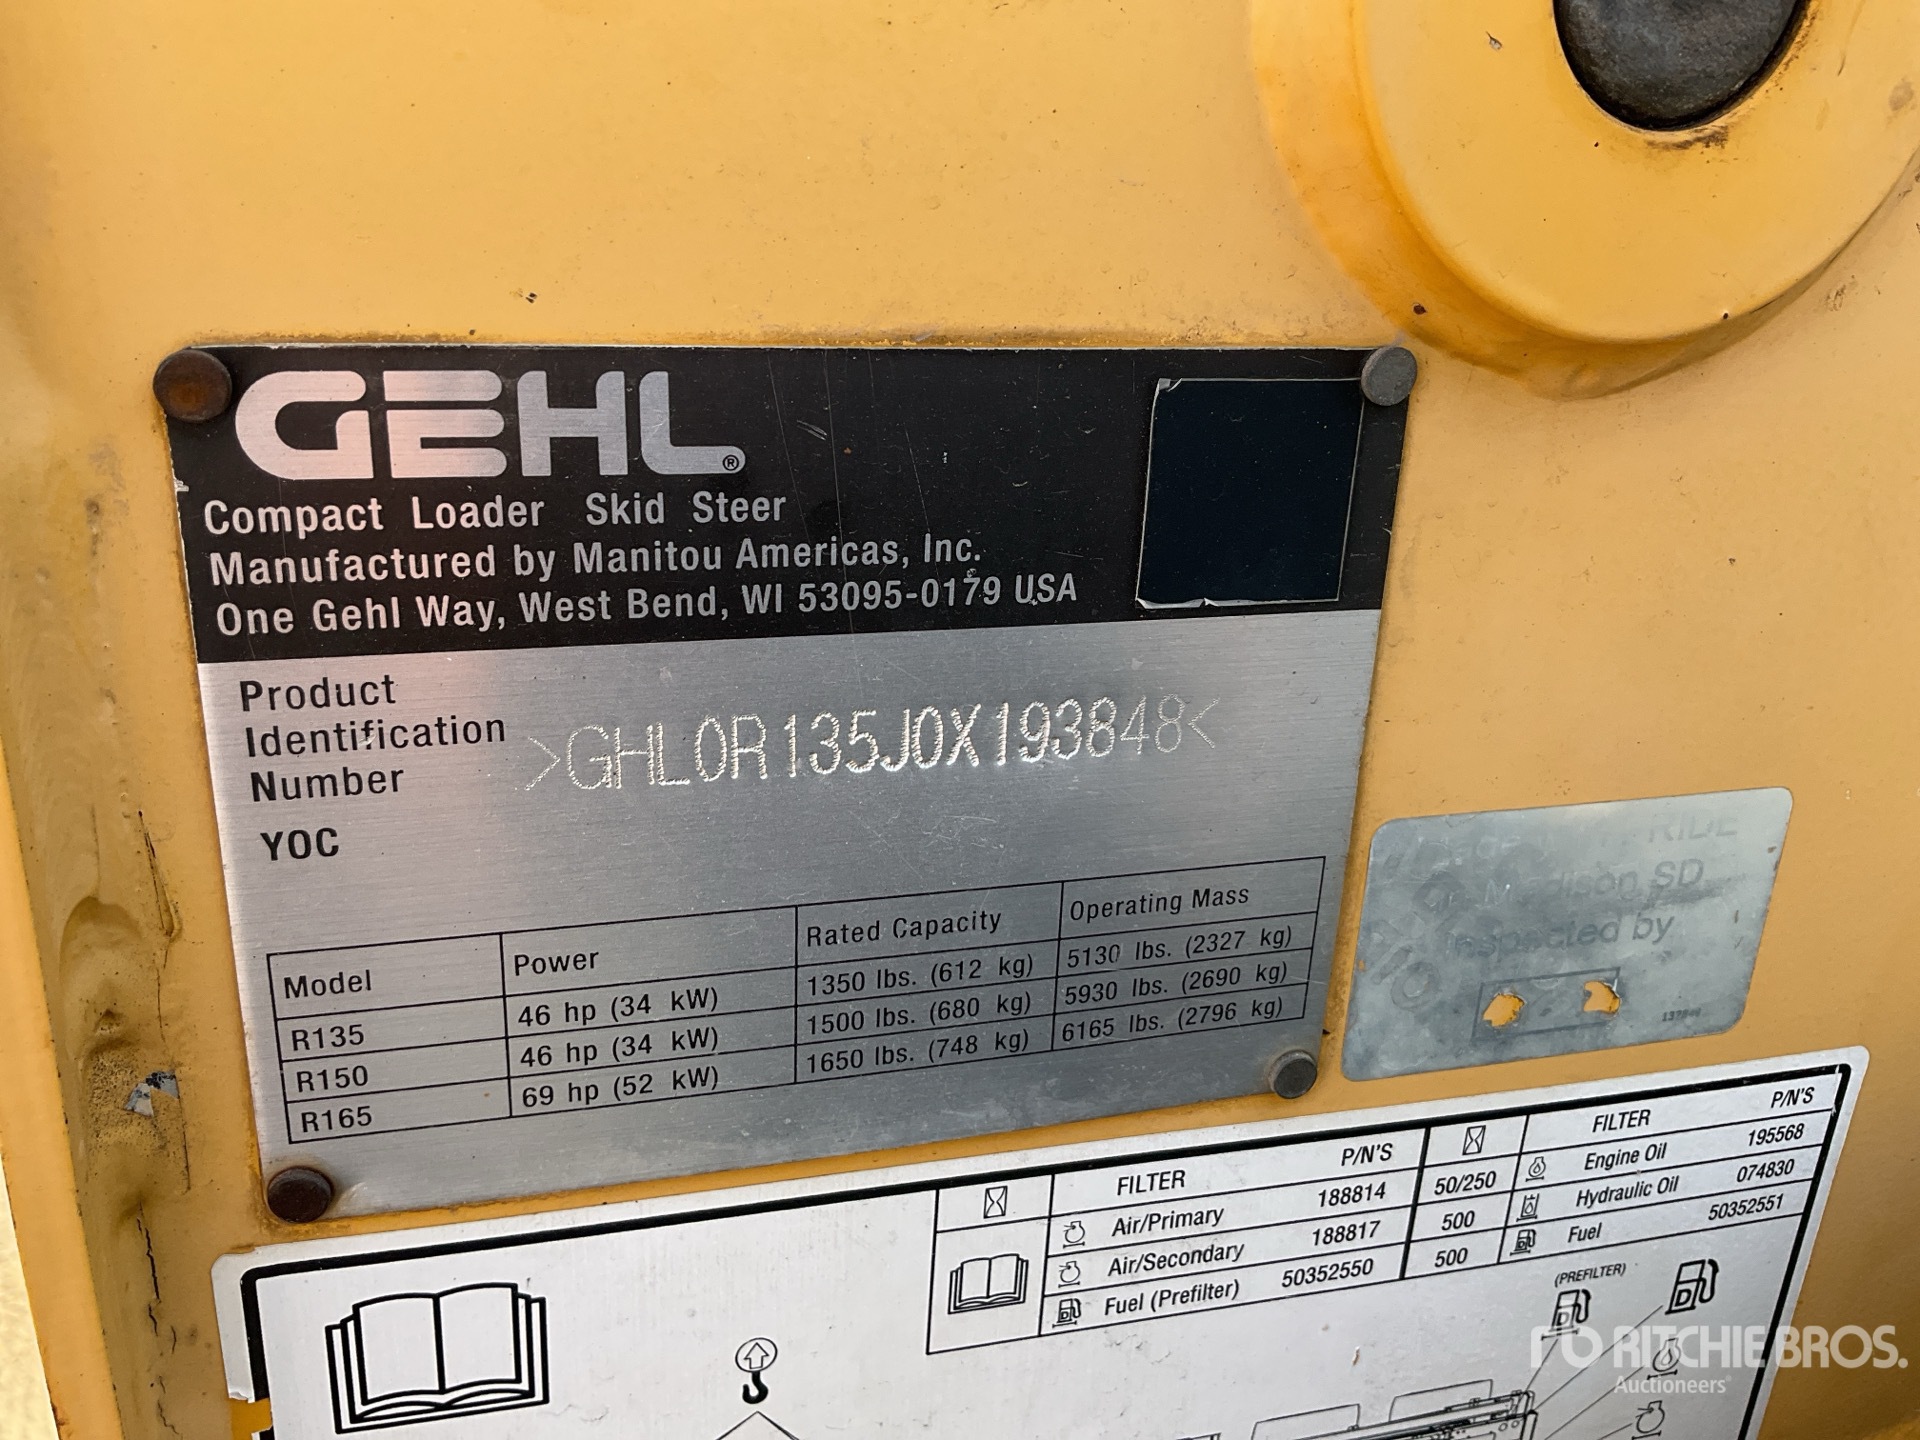 GEHL®
Compact Loader Skid Steer
Manufactured by Manitou Americas, Inc.
One Gehl Way, West Bend, WI 53095-0179 USA
Product
Identification
Number
>GHL0R135J0X193848<
YOC
Model Power Rated Capacity Operating Mass
R135 46 hp (34 kW) 1350 lbs. (612 kg) 5130 lbs. (2327 kg)
R150 46 hp (34 kW) 1500 lbs. (680 kg) 5930 lbs. (2690 kg)
R165 69 hp (52 kW) 1650 lbs. (748 kg) 6165 lbs. (2796 kg)
RIDE
Madison, SD
Inspected by
FILTER P/N'S FILTER P/N'S
Air/Primary 188814 50/250 Engine Oil 195568
Air/Secondary 188817 500 Hydraulic Oil 074830
Fuel (Prefilter) 50352550 500 Fuel 50352551
(PREFILTER)
D
RITCHIE BROS.
Auctioneers